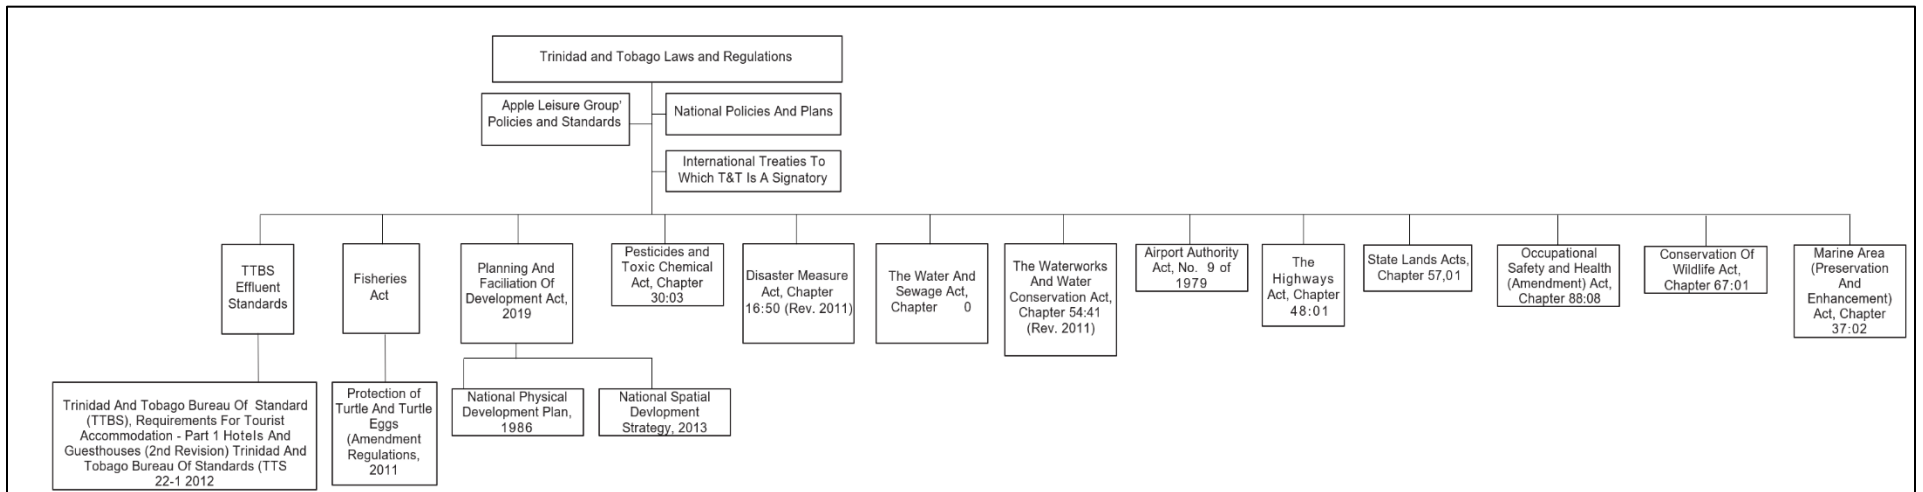 Trinidad and Tobago Laws and Regulations
Apple Leisure Group'
Policies and Standards
National Policies And Plans
International Treaties To
Which T&T Is A Signatory
TTBS
Effluent
Standards
Fisheries
Act
Planning And
Faciliation Of
Development Act,
2019
Pesticides and
Toxic Chemical
Act, Chapter
30:03
Disaster Measure
Act, Chapter
16:50 (Rev. 2011)
The Water And
Sewage Act,
Chapter 0
The Waterworks
And Water
Conservation Act,
Chapter 54:41
(Rev. 2011)
Airport Authority
Act, No. 9 of
1979
The
Highways
Act, Chapter
48:01
State Lands Acts,
Chapter 57,01
Occupational
Safety and Health
(Amendment) Act,
Chapter 88:08
Conservation Of
Wildlife Act,
Chapter 67:01
Marine Area
(Preservation
And
Enhancement)
Act, Chapter
37:02
Trinidad And Tobago Bureau Of Standard
(TTBS), Requirements For Tourist
Accommodation - Part 1 Hotels And
Guesthouses (2nd Revision) Trinidad And
Tobago Bureau Of Standards (TTS
22-1 2012
Protection of
Turtle And Turtle
Eggs
(Amendment
Regulations,
2011
National Physical
Development Plan,
1986
National Spatial
Devlopment
Strategy, 2013